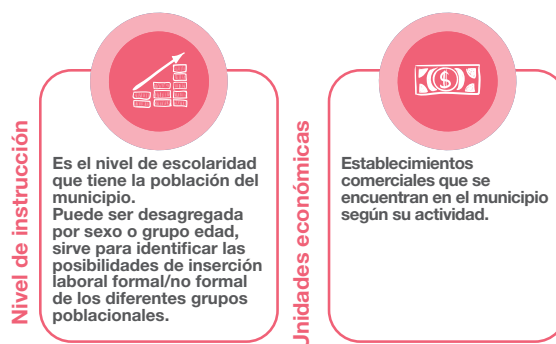 Nivel de instrucción
Es el nivel de escolaridad
que tiene la población del
municipio.
Puede ser desagregada
por sexo o grupo edad,
sirve para identificar las
posibilidades de inserción
laboral formal/no formal
de los diferentes grupos
poblacionales.
Unidades económicas
Establecimientos
comerciales que se
encuentran en el municipio
según su actividad.
$